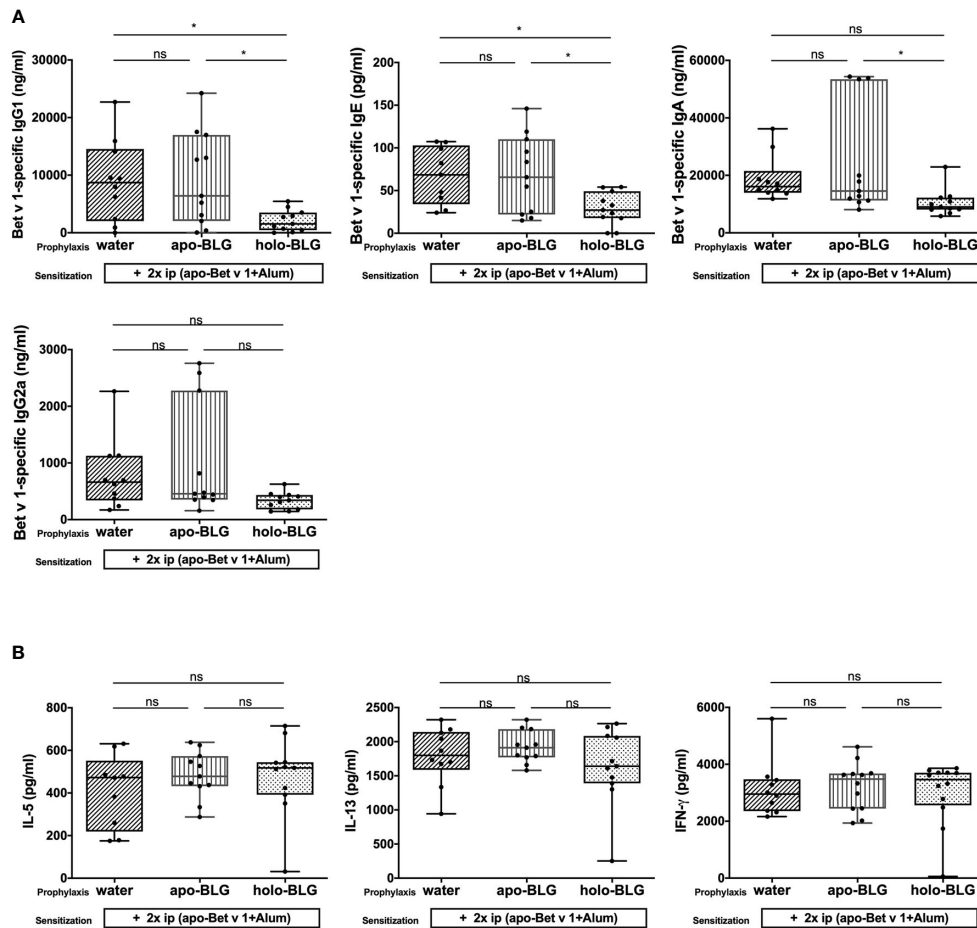 A
*
ns
*
30000
20000
10000
0
Bet v 1-specific IgG1 (ng/ml)
Prophylaxis water apo-BLG holo-BLG
Sensitization + 2x ip (apo-Bet v 1+Alum)
*
ns
*
200
150
100
50
0
Bet v 1-specific IgE (pg/ml)
Prophylaxis water apo-BLG holo-BLG
Sensitization + 2x ip (apo-Bet v 1+Alum)
ns
ns
*
60000
40000
20000
0
Bet v 1-specific IgA (ng/ml)
Prophylaxis water apo-BLG holo-BLG
Sensitization + 2x ip (apo-Bet v 1+Alum)
ns
ns
ns
3000
2000
1000
0
Bet v 1-specific IgG2a (ng/ml)
Prophylaxis water apo-BLG holo-BLG
Sensitization + 2x ip (apo-Bet v 1+Alum)
B
ns
ns
ns
800
600
400
200
0
IL-5 (pg/ml)
Prophylaxis water apo-BLG holo-BLG
Sensitization + 2x ip (apo-Bet v 1+Alum)
ns
ns
ns
2500
2000
1500
1000
500
0
IL-13 (pg/ml)
Prophylaxis water apo-BLG holo-BLG
Sensitization + 2x ip (apo-Bet v 1+Alum)
ns
ns
ns
6000
4000
2000
0
IFN-γ (pg/ml)
Prophylaxis water apo-BLG holo-BLG
Sensitization + 2x ip (apo-Bet v 1+Alum)